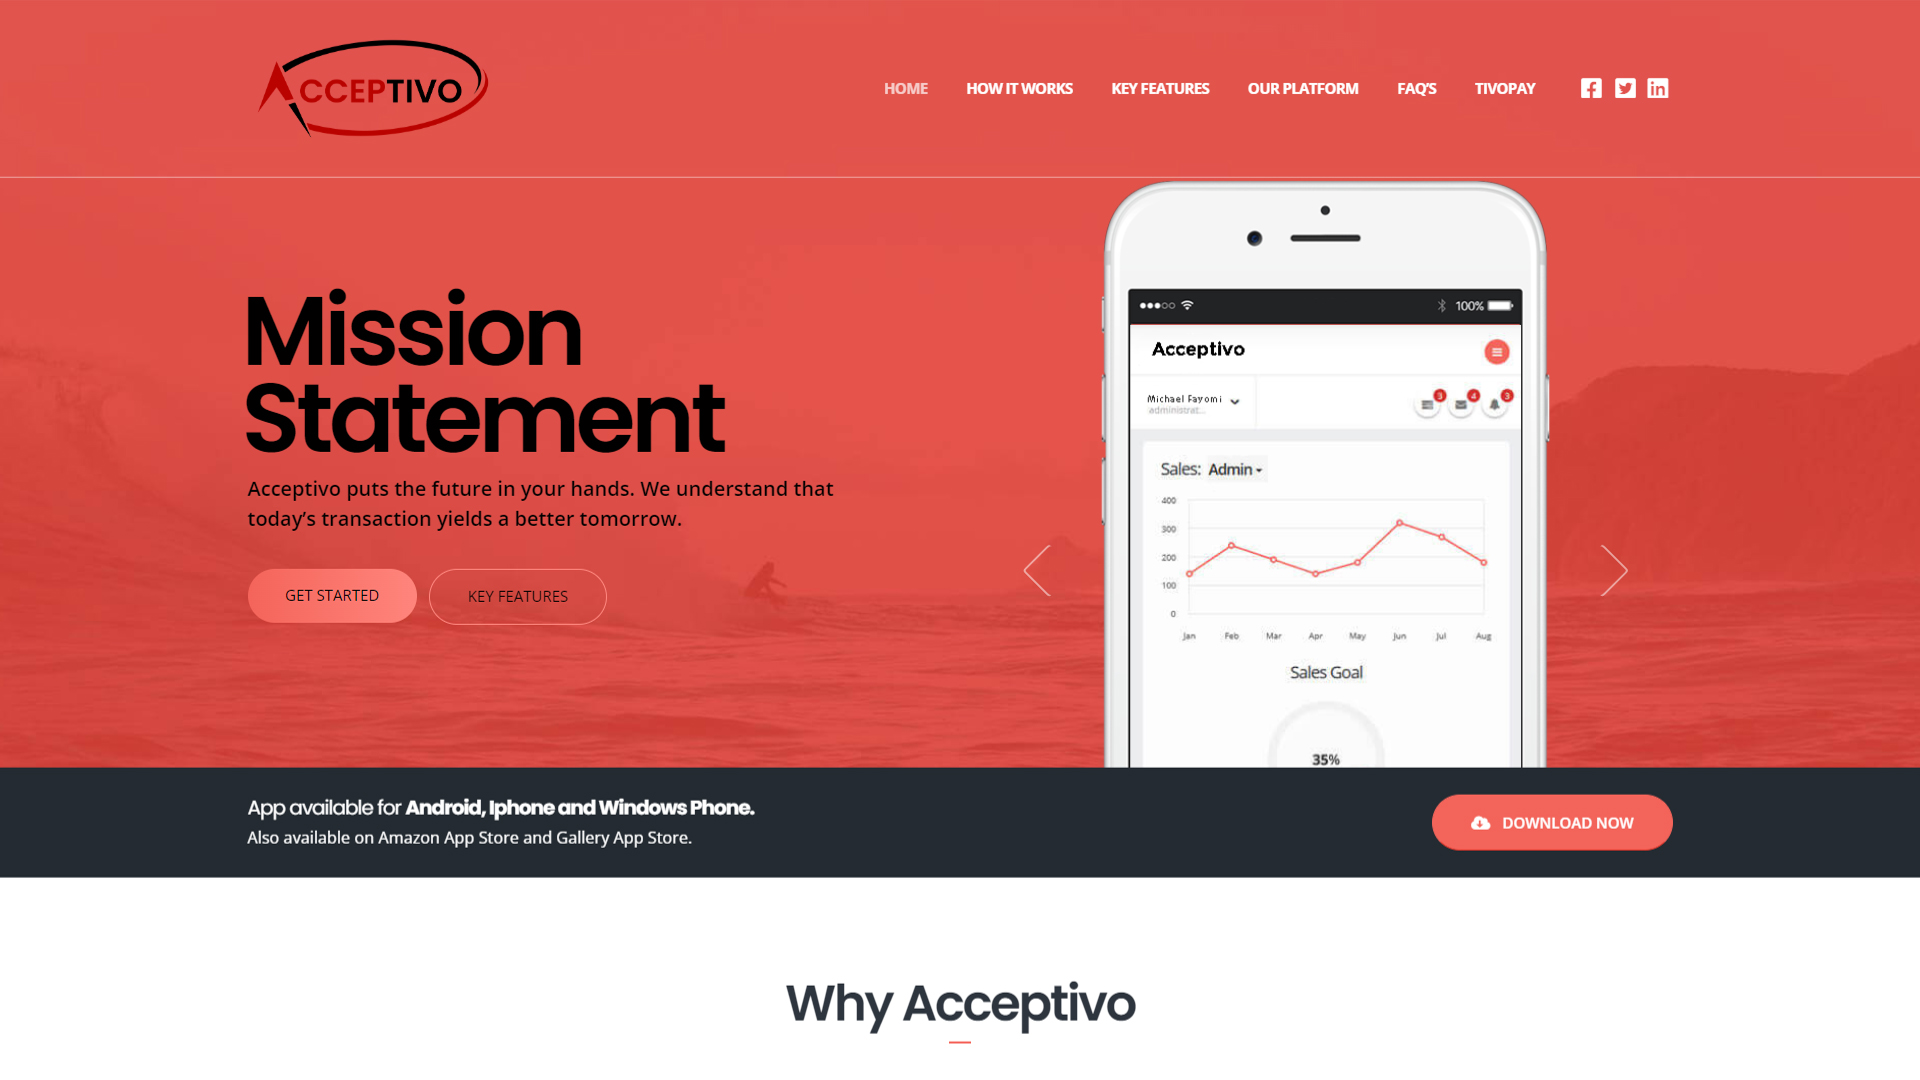 ACCEPTIVO
HOME HOW IT WORKS KEY FEATURES OUR PLATFORM FAQ'S TIVOPAY
Mission
Statement
Acceptivo puts the future in your hands. We understand that
today’s transaction yields a better tomorrow.
GET STARTED KEY FEATURES
100%
Acceptivo
Michael Fayomi
administrat...
3 4 3
Sales: Admin
400
300
200
100
0
Jan Feb Mar Apr May Jun Jul Aug
Sales Goal
35%
App available for Android, Iphone and Windows Phone.
Also available on Amazon App Store and Gallery App Store.
DOWNLOAD NOW
Why Acceptivo